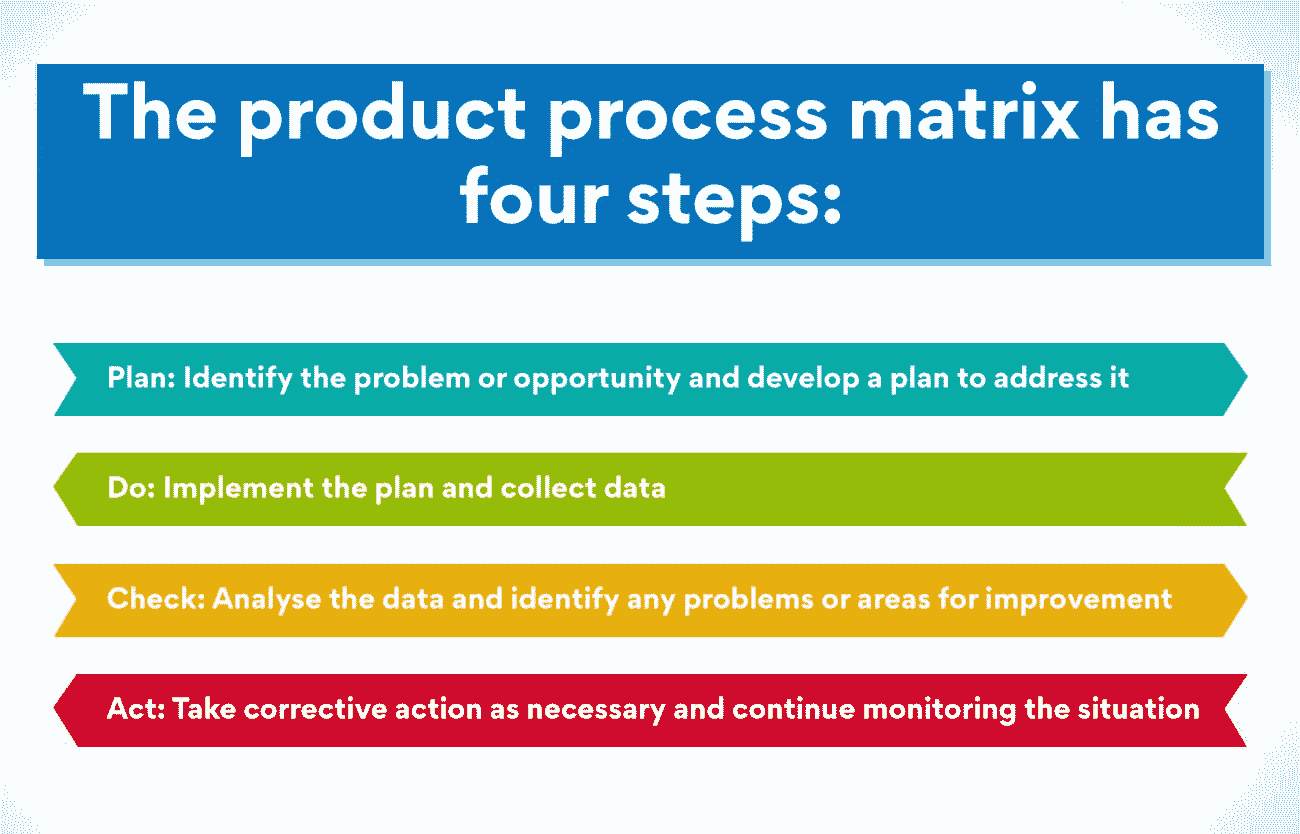 The product process matrix has
four steps:
Plan: Identify the problem or opportunity and develop a plan to address it
Do: Implement the plan and collect data
Check: Analyse the data and identify any problems or areas for improvement
Act: Take corrective action as necessary and continue monitoring the situation